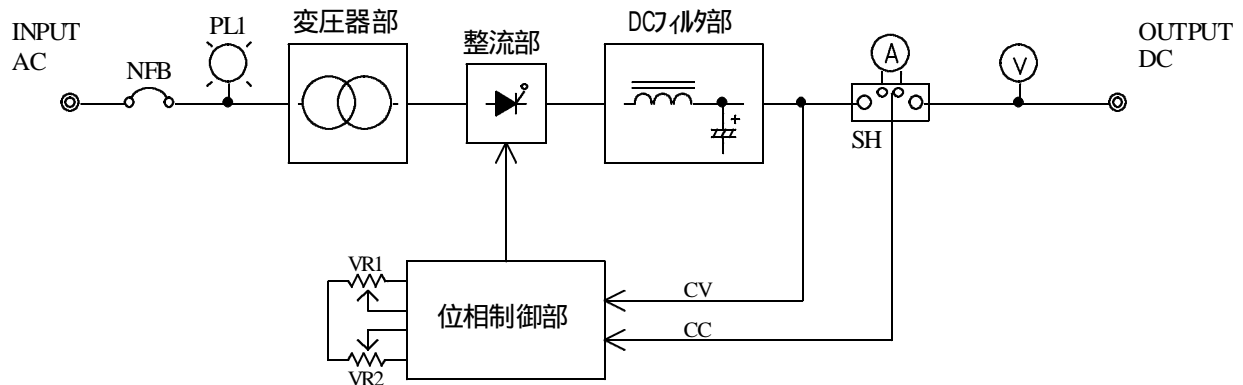 INPUT
AC
NFB
PL1
変圧器部
整流部
DCフィルタ部
+
A
SH
V
OUTPUT
DC
VR1
VR2
位相制御部
CV
CC